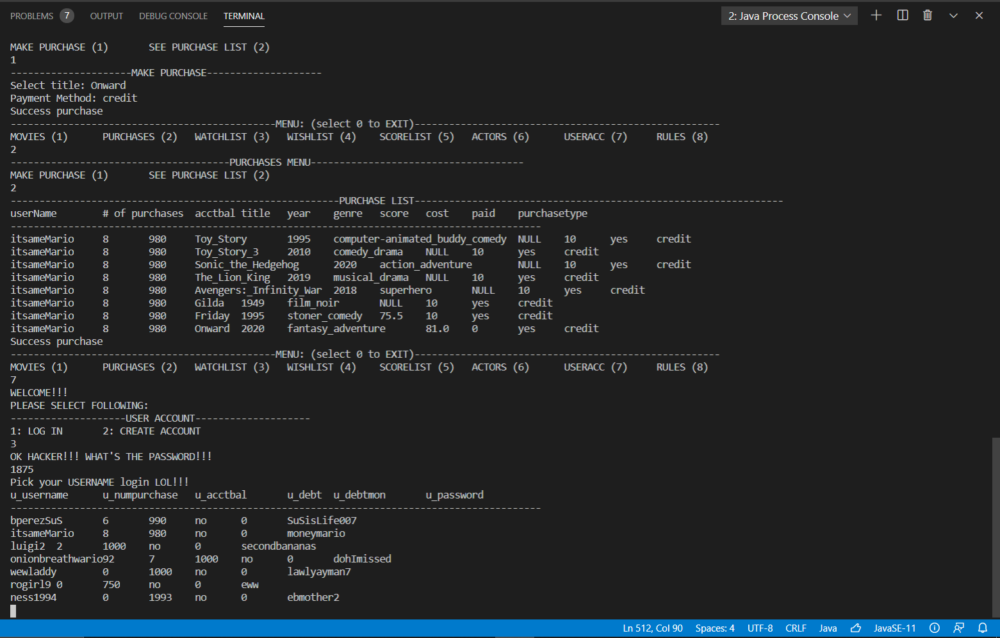 PROBLEMS 7 OUTPUT DEBUG CONSOLE TERMINAL 2: Java Process Console
MAKE PURCHASE (1) SEE PURCHASE LIST (2)
1
---------------------MAKE PURCHASE--------------------
Select title: Onward
Payment Method: credit
Success purchase
----------------------------------------------MENU: (select 0 to EXIT)-----------------------------------------------------
MOVIES (1) PURCHASES (2) WATCHLIST (3) WISHLIST (4) SCORELIST (5) ACTORS (6) USERACC (7) RULES (8)
2
--------------------------------------PURCHASES MENU-------------------------------------
MAKE PURCHASE (1) SEE PURCHASE LIST (2)
2
---------------------------------------------------------PURCHASE LIST----------------------------------------------------------------
userName # of purchases acctbal title year genre score cost paid purchasetype
--------------------------------------------------------------------------------------------
itsameMario 8 980 Toy_Story 1995 computer-animated_buddy_comedy NULL 10 yes credit
itsameMario 8 980 Toy_Story_3 2010 comedy_drama NULL 10 yes credit
itsameMario 8 980 Sonic_the_Hedgehog 2020 action_adventure NULL 10 yes credit
itsameMario 8 980 The_Lion_King 2019 musical_drama NULL 10 yes credit
itsameMario 8 980 Avengers:_Infinity_War 2018 superhero NULL 10 yes credit
itsameMario 8 980 Gilda 1949 film_noir NULL 10 yes credit
itsameMario 8 980 Friday 1995 stoner_comedy 75.5 10 yes credit
itsameMario 8 980 Onward 2020 fantasy_adventure 81.0 0 yes credit
Success purchase
----------------------------------------------MENU: (select 0 to EXIT)-----------------------------------------------------
MOVIES (1) PURCHASES (2) WATCHLIST (3) WISHLIST (4) SCORELIST (5) ACTORS (6) USERACC (7) RULES (8)
7
WELCOME!!!
PLEASE SELECT FOLLOWING:
--------------------USER ACCOUNT--------------------
1: LOG IN 2: CREATE ACCOUNT
3
OK HACKER!!! WHAT'S THE PASSWORD!!!
1875
Pick your USERNAME login LOL!!!
u_username u_numpurchase u_acctbal u_debt u_debtmon u_password
--------------------------------------------------------------------------------------------
bperezSuS 6 990 no 0 SuSisLife007
itsameMario 8 980 no 0 moneymario
luigi2 2 1000 no 0 secondbananas
onionbreathwario92 7 1000 no 0 dohImissed
wewladdy 0 1000 no 0 lawlyayman7
rogirl9 0 750 no 0 eww
ness1994 0 1993 no 0 ebmother2
Ln 512, Col 90 Spaces: 4 UTF-8 CRLF Java JavaSE-11